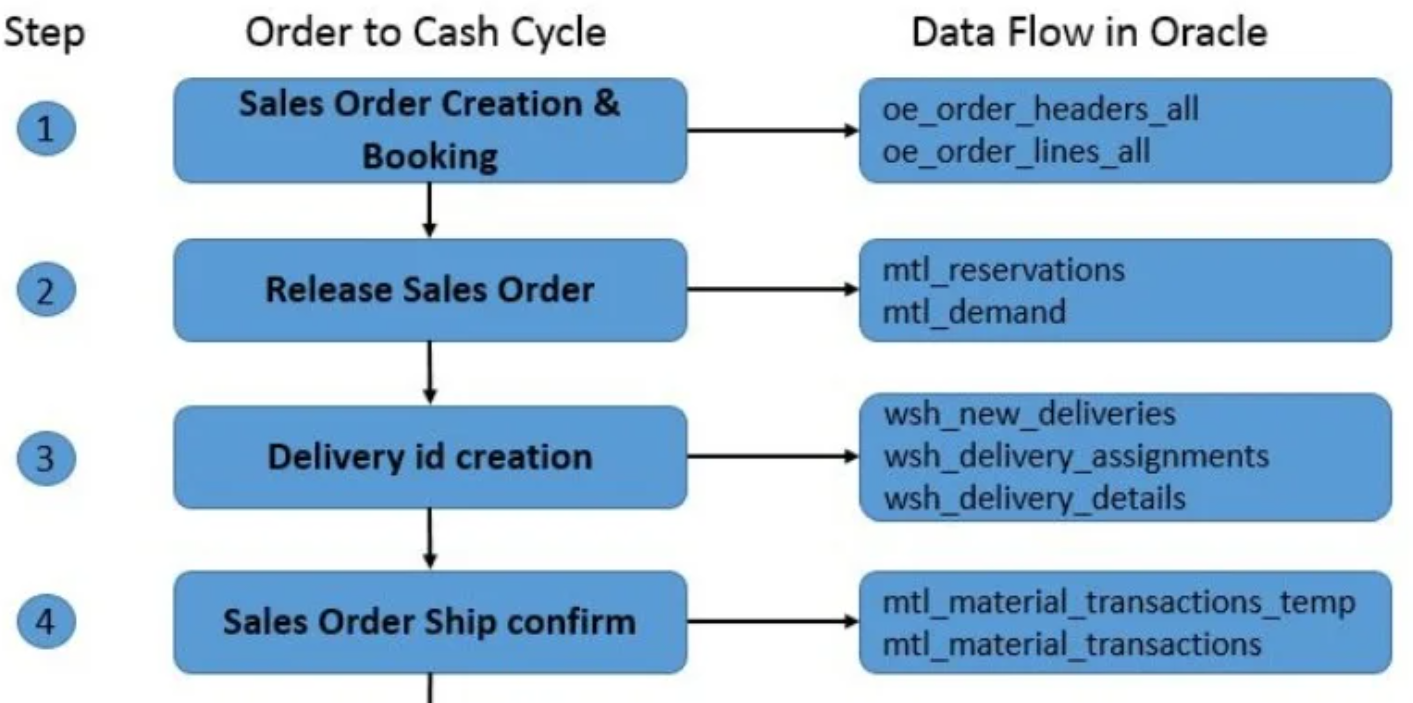 Step Order to Cash Cycle Data Flow in Oracle
1
Sales Order Creation &
Booking
oe_order_headers_all
oe_order_lines_all
2
Release Sales Order
mtl_reservations
mtl_demand
3
Delivery id creation
wsh_new_deliveries
wsh_delivery_assignments
wsh_delivery_details
4
Sales Order Ship confirm
mtl_material_transactions_temp
mtl_material_transactions